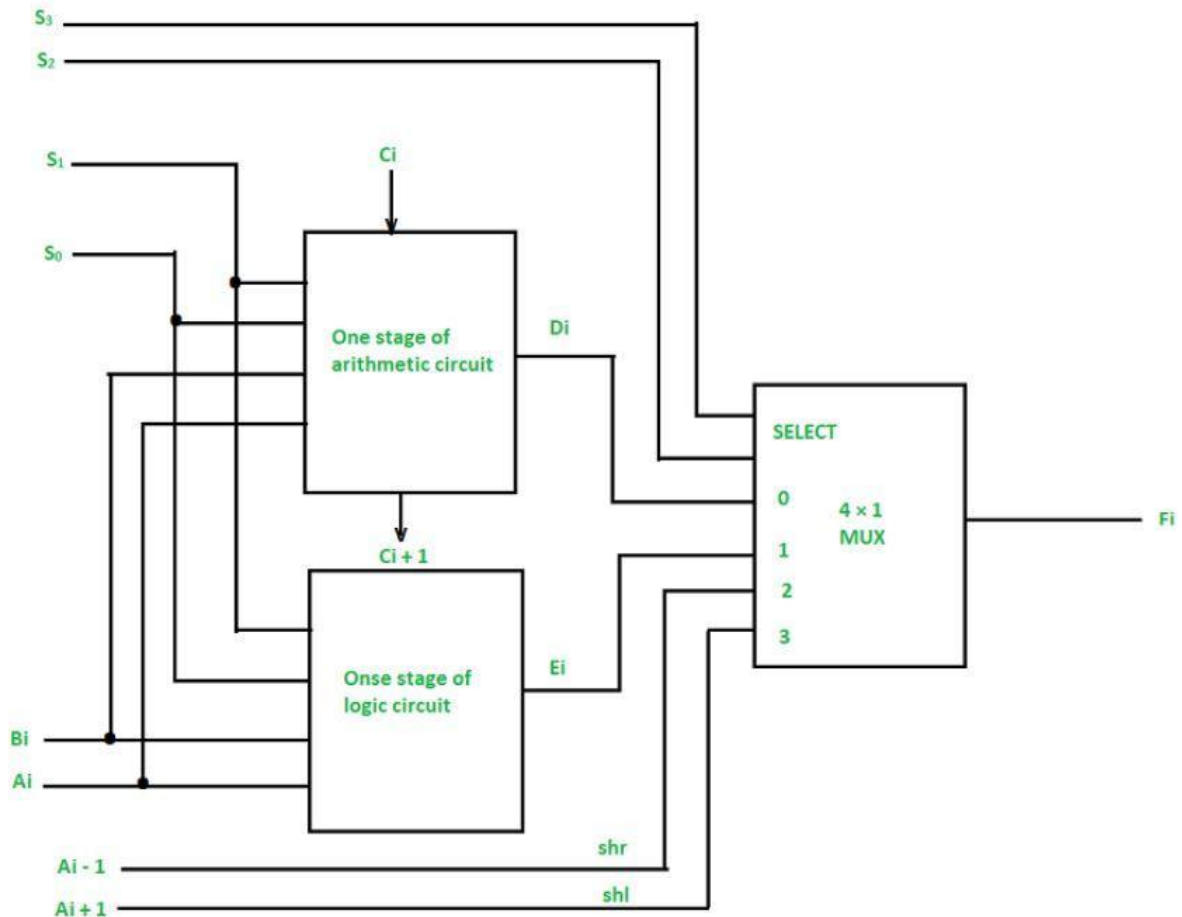 S₃
S₂
S₁
Ci
S₀
One stage of
arithmetic circuit
Di
SELECT
0
4 × 1
MUX
1
2
3
Fi
Ci + 1
Onse stage of
logic circuit
Ei
Bi
Ai
Ai - 1
shr
Ai + 1
shl